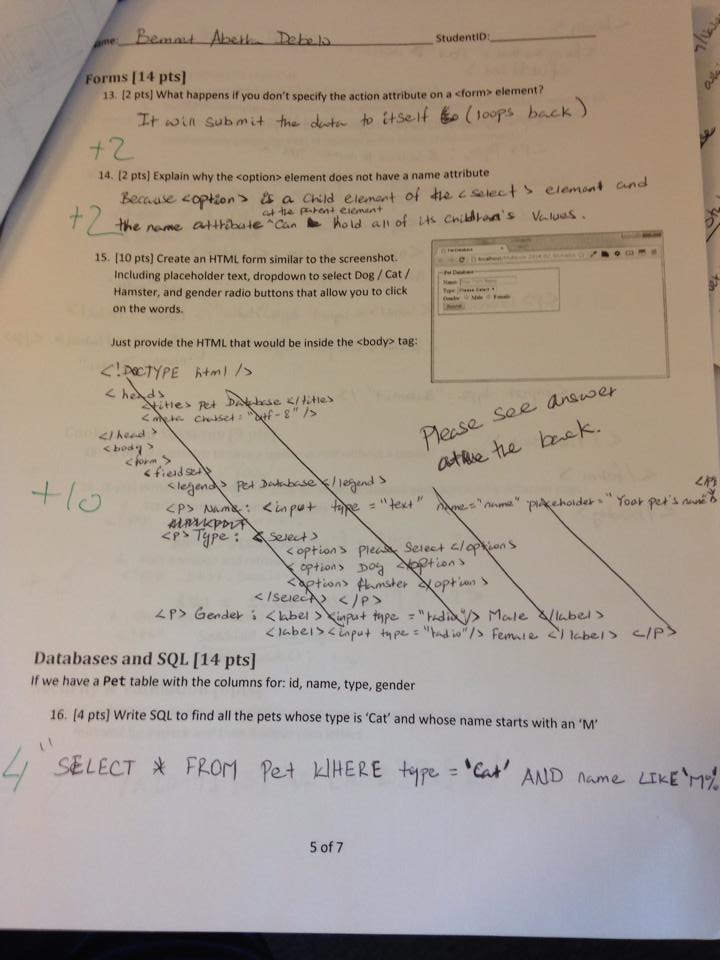 ame: Bemnet Aberra Debelo StudentID:
Forms [14 pts]
13. [2 pts] What happens if you don't specify the action attribute on a <form> element?
It will submit the data to itself (loops back)
+2
14. [2 pts] Explain why the <option> element does not have a name attribute
Because <option> is a child element of the <select> element and
at the parent element
+2 the name attribute ^ can hold all of its children's values.
15. [10 pts] Create an HTML form similar to the screenshot.
Including placeholder text, dropdown to select Dog / Cat /
Hamster, and gender radio buttons that allow you to click
on the words.
Pet Database
Name:
Type: Please Select
Gender Male Female
Just provide the HTML that would be inside the <body> tag:
<!DOCTYPE html />
<head>
<title> Pet Database </title>
<meta charset="utf-8" />
</head>
<body>
<form>
<fieldset>
Please see answer
at the back.
<legend> Pet Database </legend>
+10
<P> Name: <input type = "text" name="name" placeholder=" Your pet's name"
<P> Type : < Select>
<option> Please Select </option>
< option> Dog </option>
<option> Hamster </option>
</select> </P>
<P> Gender : <label> <input type ="radio"/> Male </label>
<label> <input type = "radio"/> Female </label> </P>
Databases and SQL [14 pts]
If we have a Pet table with the columns for: id, name, type, gender
16. [4 pts] Write SQL to find all the pets whose type is 'Cat' and whose name starts with an 'M'
4 "SELECT * FROM Pet WHERE type = 'Cat' AND name LIKE 'M%
5 of 7